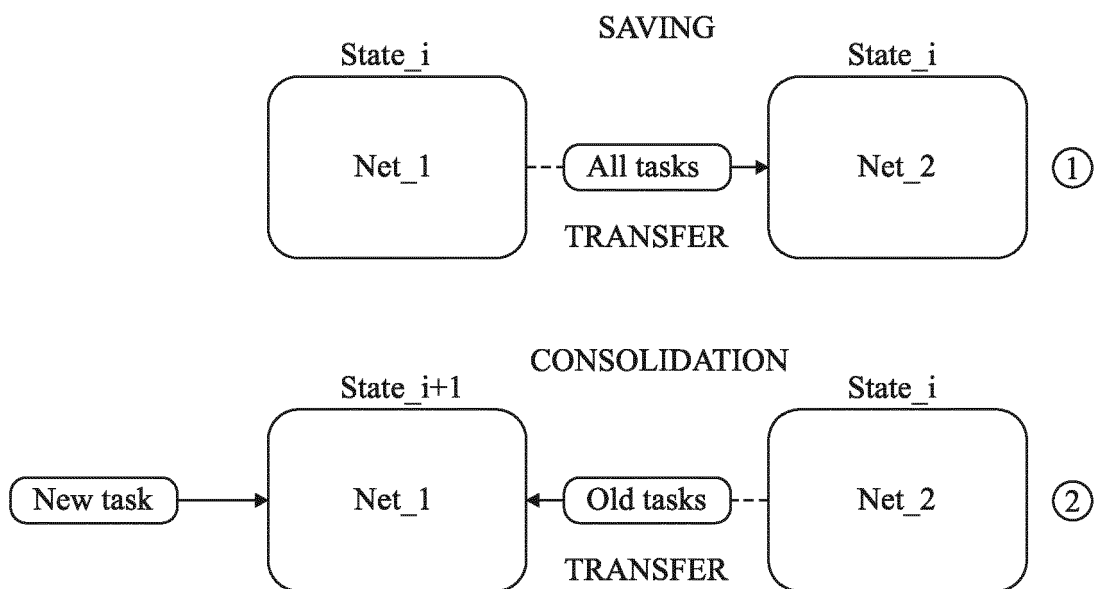 SAVING
State_i State_i
Net_1 All tasks Net_2 1
TRANSFER
CONSOLIDATION
State_i+1 State_i
New task Net_1 Old tasks Net_2 2
TRANSFER